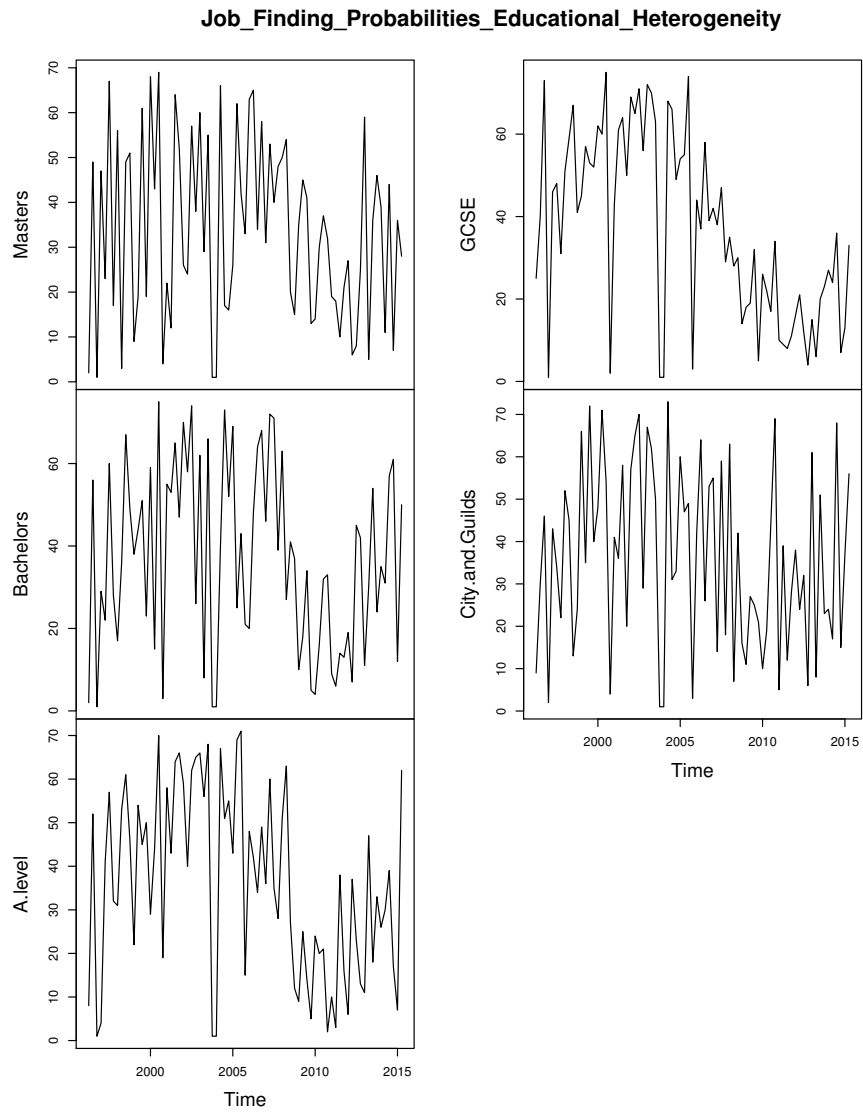 Job_Finding_Probabilities_Educational_Heterogeneity
Masters
0 10 20 30 40 50 60 70
Bachelors
0 20 40 60
A.level
0 10 20 30 40 50 60 70
2000 2005 2010 2015
Time
GCSE
0 20 40 60
City.and.Guilds
0 10 20 30 40 50 60 70
2000 2005 2010 2015
Time